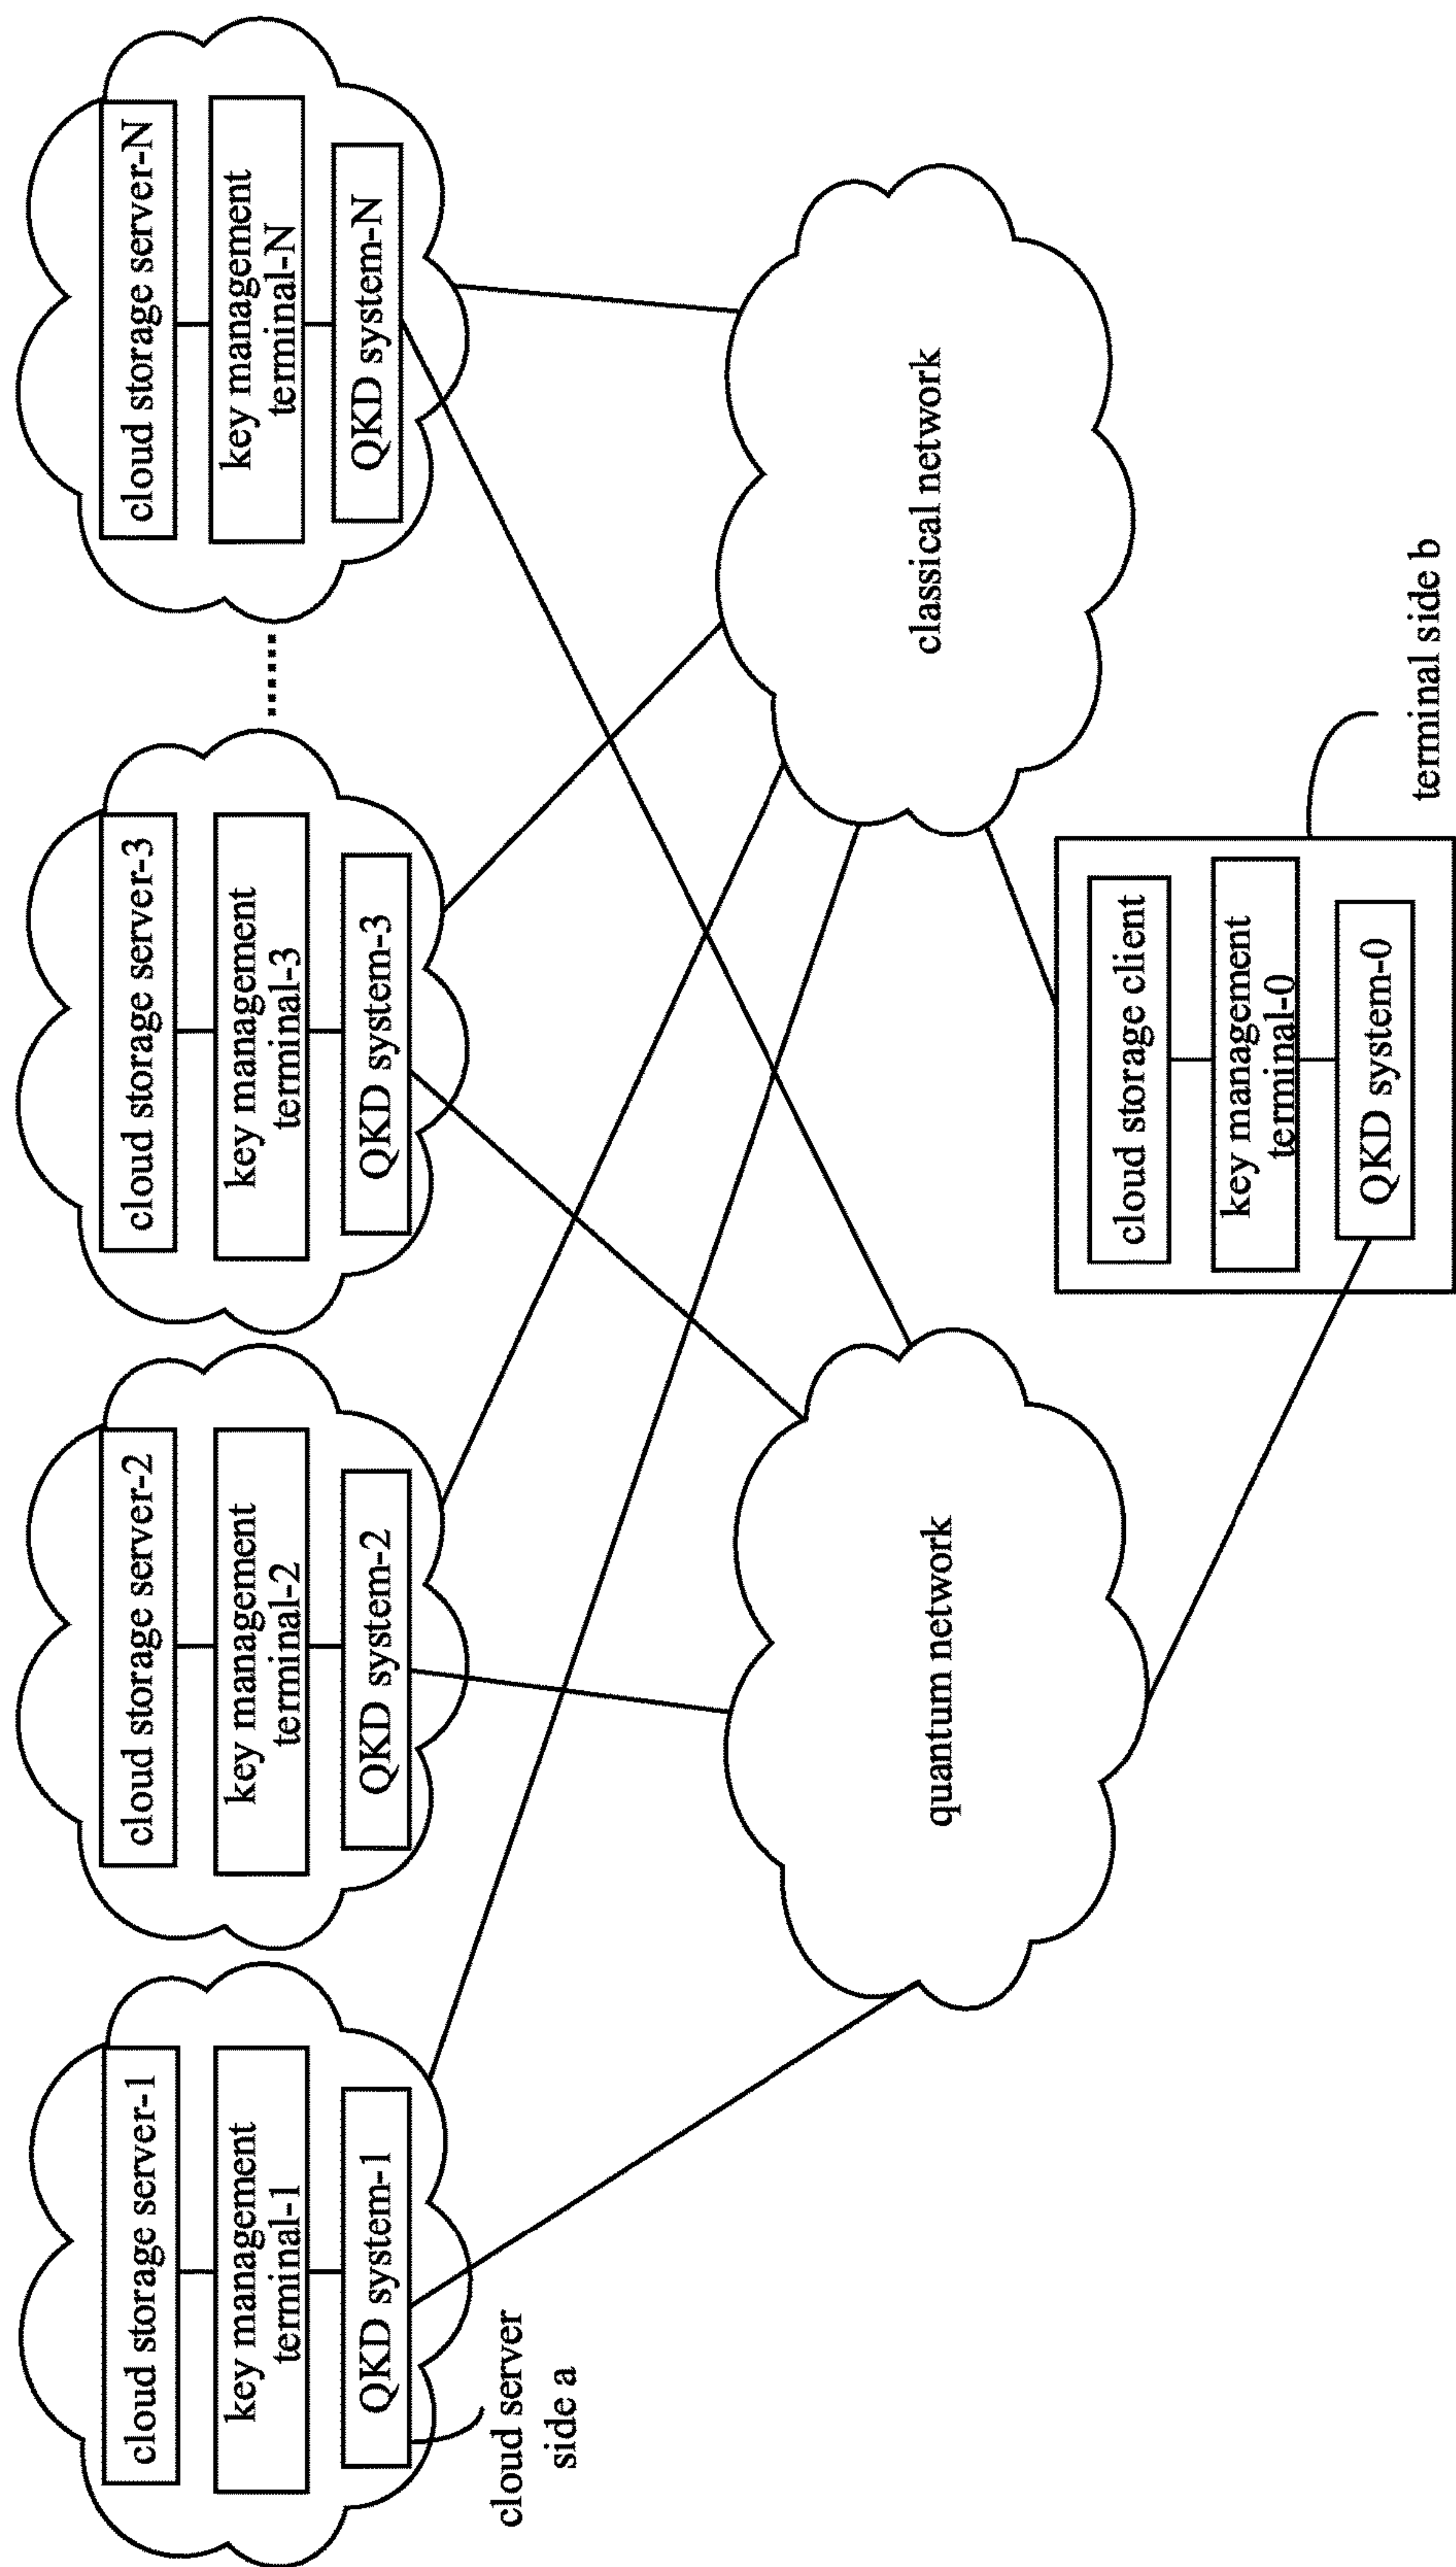 cloud storage server-1
key management
terminal-1
QKD system-1
cloud server
side a
cloud storage server-2
key management
terminal-2
QKD system-2
cloud storage server-3
key management
terminal-3
QKD system-3
......
cloud storage server-N
key management
terminal-N
QKD system-N
quantum network
classical network
cloud storage client
key management
terminal-0
QKD system-0
terminal side b